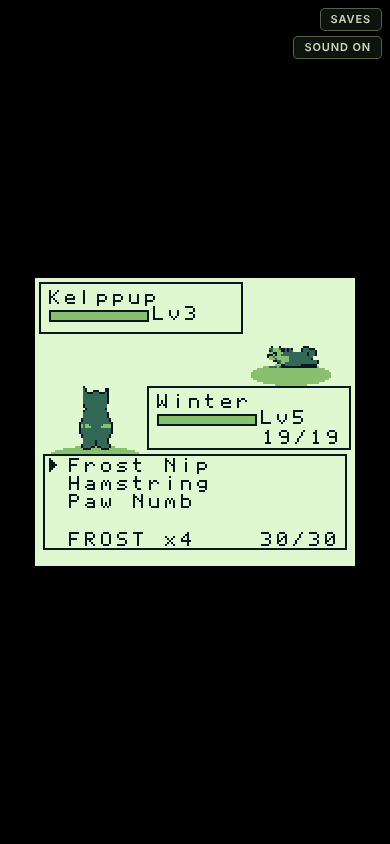 SAVES
SOUND ON
Kelppup
Lv3
Winter
Lv5
19/19
Frost Nip
Hamstring
Paw Numb
FROST x4 30/30